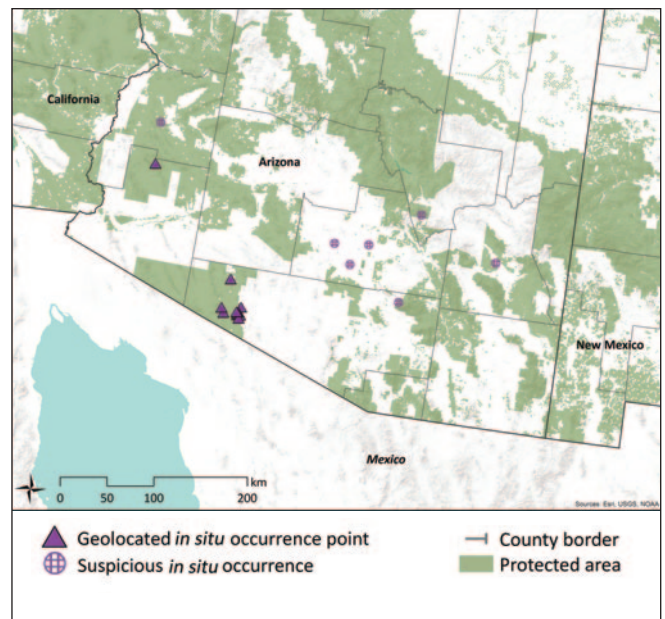 California
Arizona
New Mexico
Mexico
km
0 50 100 200
Sources: Esri, USGS, NOAA
Geolocated in situ occurrence point
County border
Suspicious in situ occurrence
Protected area